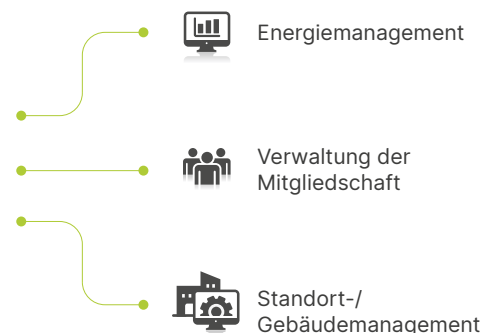 Energiemanagement
Verwaltung der
Mitgliedschaft
Standort-/
Gebäudemanagement